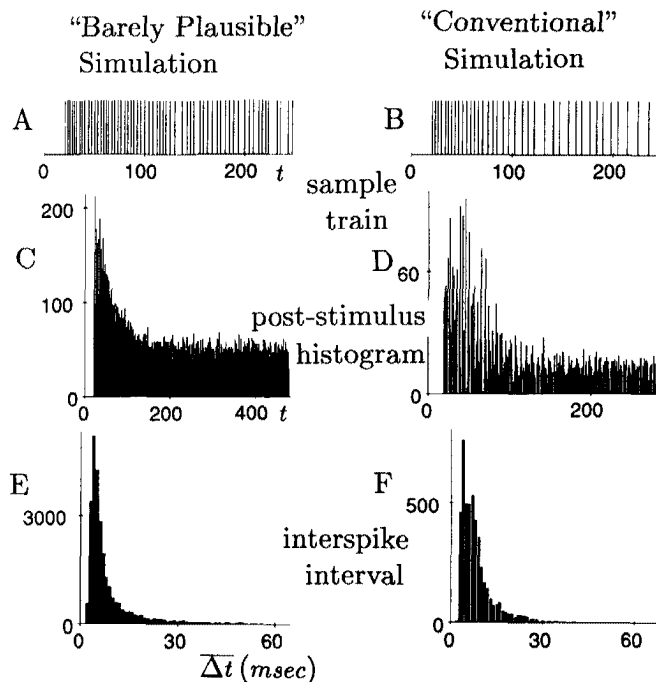 “Barely Plausible”
Simulation
“Conventional”
Simulation
A
0 100 200 t
B
0 100 200
sample
train
C
200
100
0
0 200 400 t
D
60
0
0 200
post-stimulus
histogram
E
3000
0
0 30 60
Δt (msec)
F
500
0
0 30 60
interspike
interval